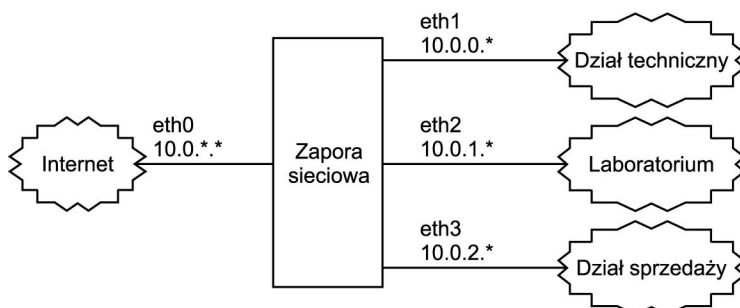 eth1
10.0.0.*
Dział techniczny
eth0
10.0.*.*
Internet
Zapora
sieciowa
eth2
10.0.1.*
Laboratorium
eth3
10.0.2.*
Dział sprzedaży